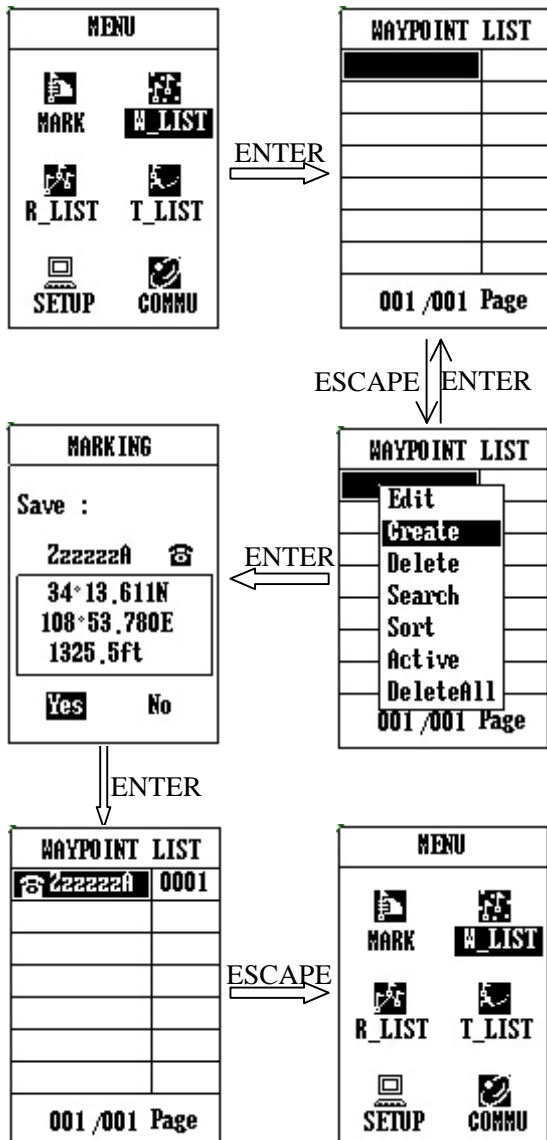 MENU
MARK W_LIST
R_LIST T_LIST
SETUP COMMU
ENTER
WAYPOINT LIST
001/001 Page
ESCAPE ENTER
WAYPOINT LIST
Edit
Create
Delete
Search
Sort
Active
DeleteAll
001/001 Page
ENTER
MARKING
Save :
ZzzzzzA
34°13.611N
108°53.780E
1325.5ft
Yes No
ENTER
WAYPOINT LIST
ZzzzzzA 0001
001/001 Page
ESCAPE
MENU
MARK W_LIST
R_LIST T_LIST
SETUP COMMU